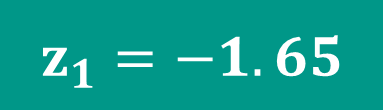 z₁ = −1.65